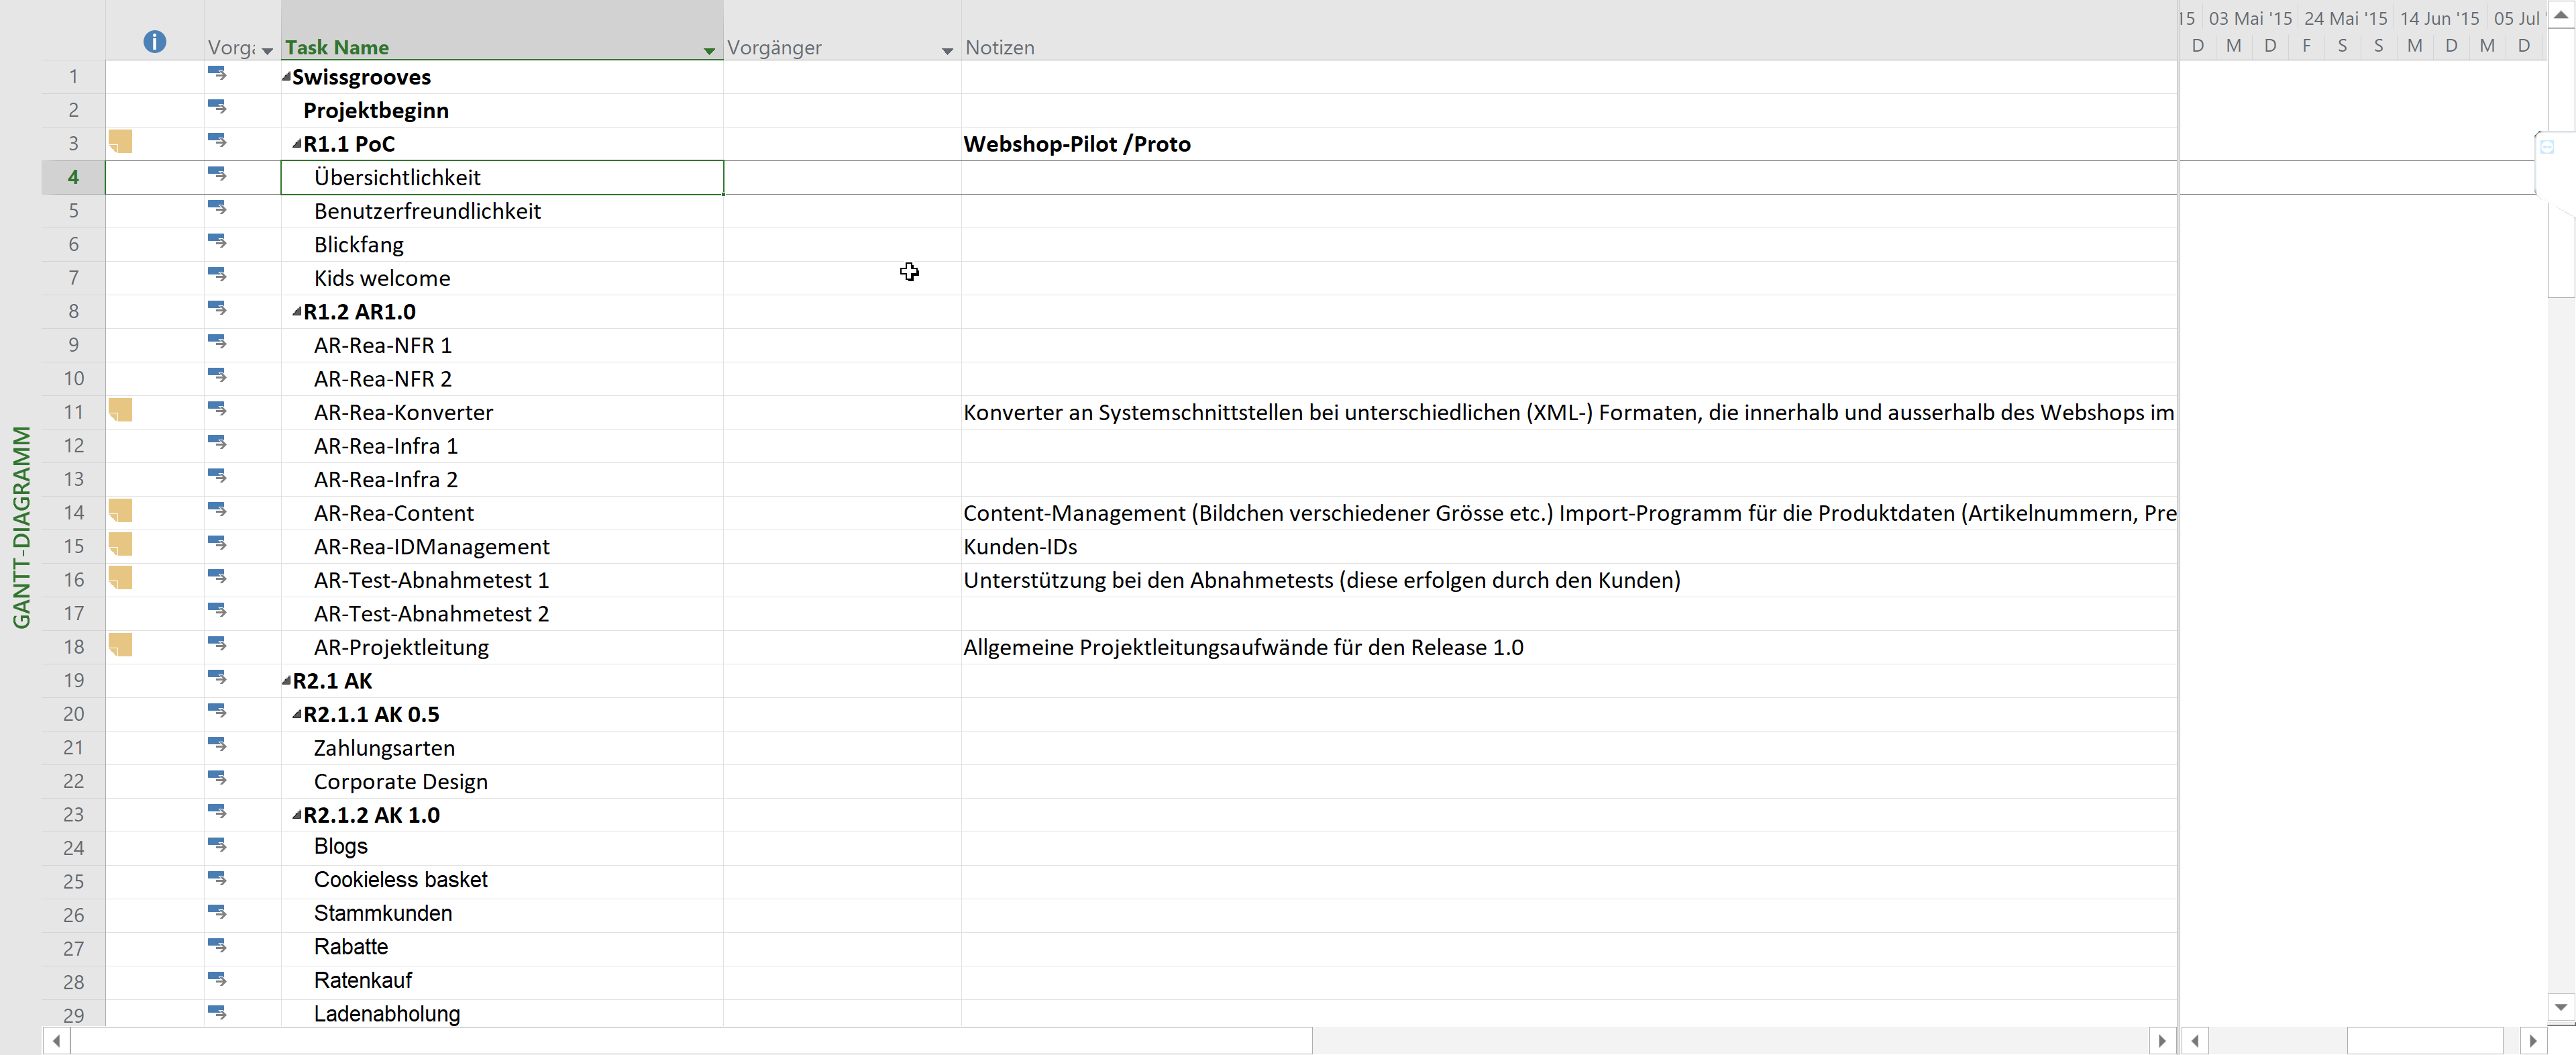 15 03 Mai '15 24 Mai '15 14 Jun '15 05 Jul '
Vorgä Task Name Vorgänger Notizen D M D F S S M D M D
1 Swissgrooves
2 Projektbeginn
3 R1.1 PoC Webshop-Pilot /Proto
4 Übersichtlichkeit
5 Benutzerfreundlichkeit
6 Blickfang
7 Kids welcome
8 R1.2 AR1.0
9 AR-Rea-NFR 1
10 AR-Rea-NFR 2
11 AR-Rea-Konverter Konverter an Systemschnittstellen bei unterschiedlichen (XML-) Formaten, die innerhalb und ausserhalb des Webshops im
12 AR-Rea-Infra 1
13 AR-Rea-Infra 2
14 AR-Rea-Content Content-Management (Bildchen verschiedener Grösse etc.) Import-Programm für die Produktdaten (Artikelnummern, Pre
15 AR-Rea-IDManagement Kunden-IDs
16 AR-Test-Abnahmetest 1 Unterstützung bei den Abnahmetests (diese erfolgen durch den Kunden)
17 AR-Test-Abnahmetest 2
18 AR-Projektleitung Allgemeine Projektleitungsaufwände für den Release 1.0
19 R2.1 AK
20 R2.1.1 AK 0.5
21 Zahlungsarten
22 Corporate Design
23 R2.1.2 AK 1.0
24 Blogs
25 Cookieless basket
26 Stammkunden
27 Rabatte
28 Ratenkauf
29 Ladenabholung
GANTT-DIAGRAMM